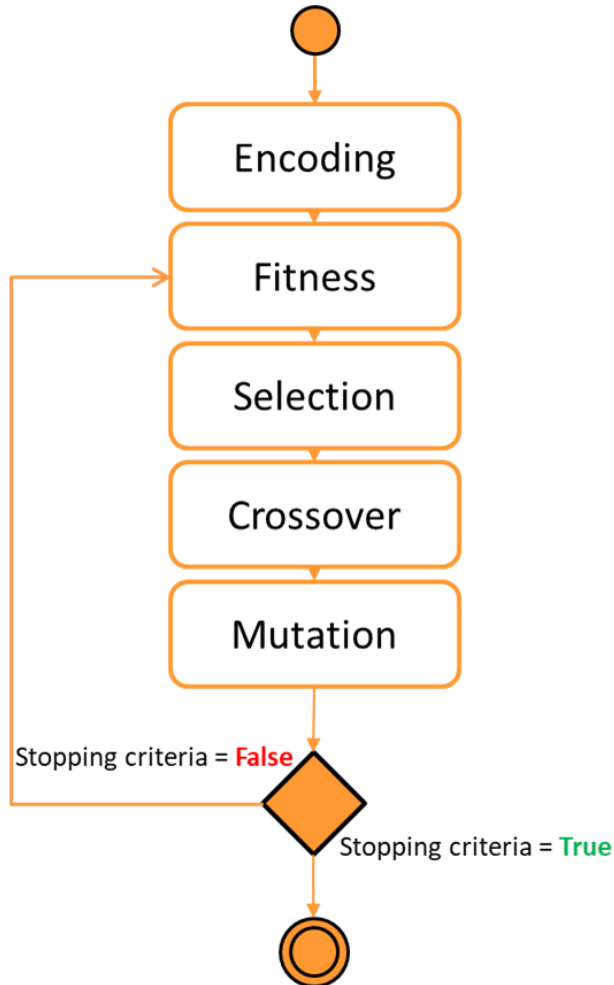 Encoding
Fitness
Selection
Crossover
Mutation
Stopping criteria = False
Stopping criteria = True